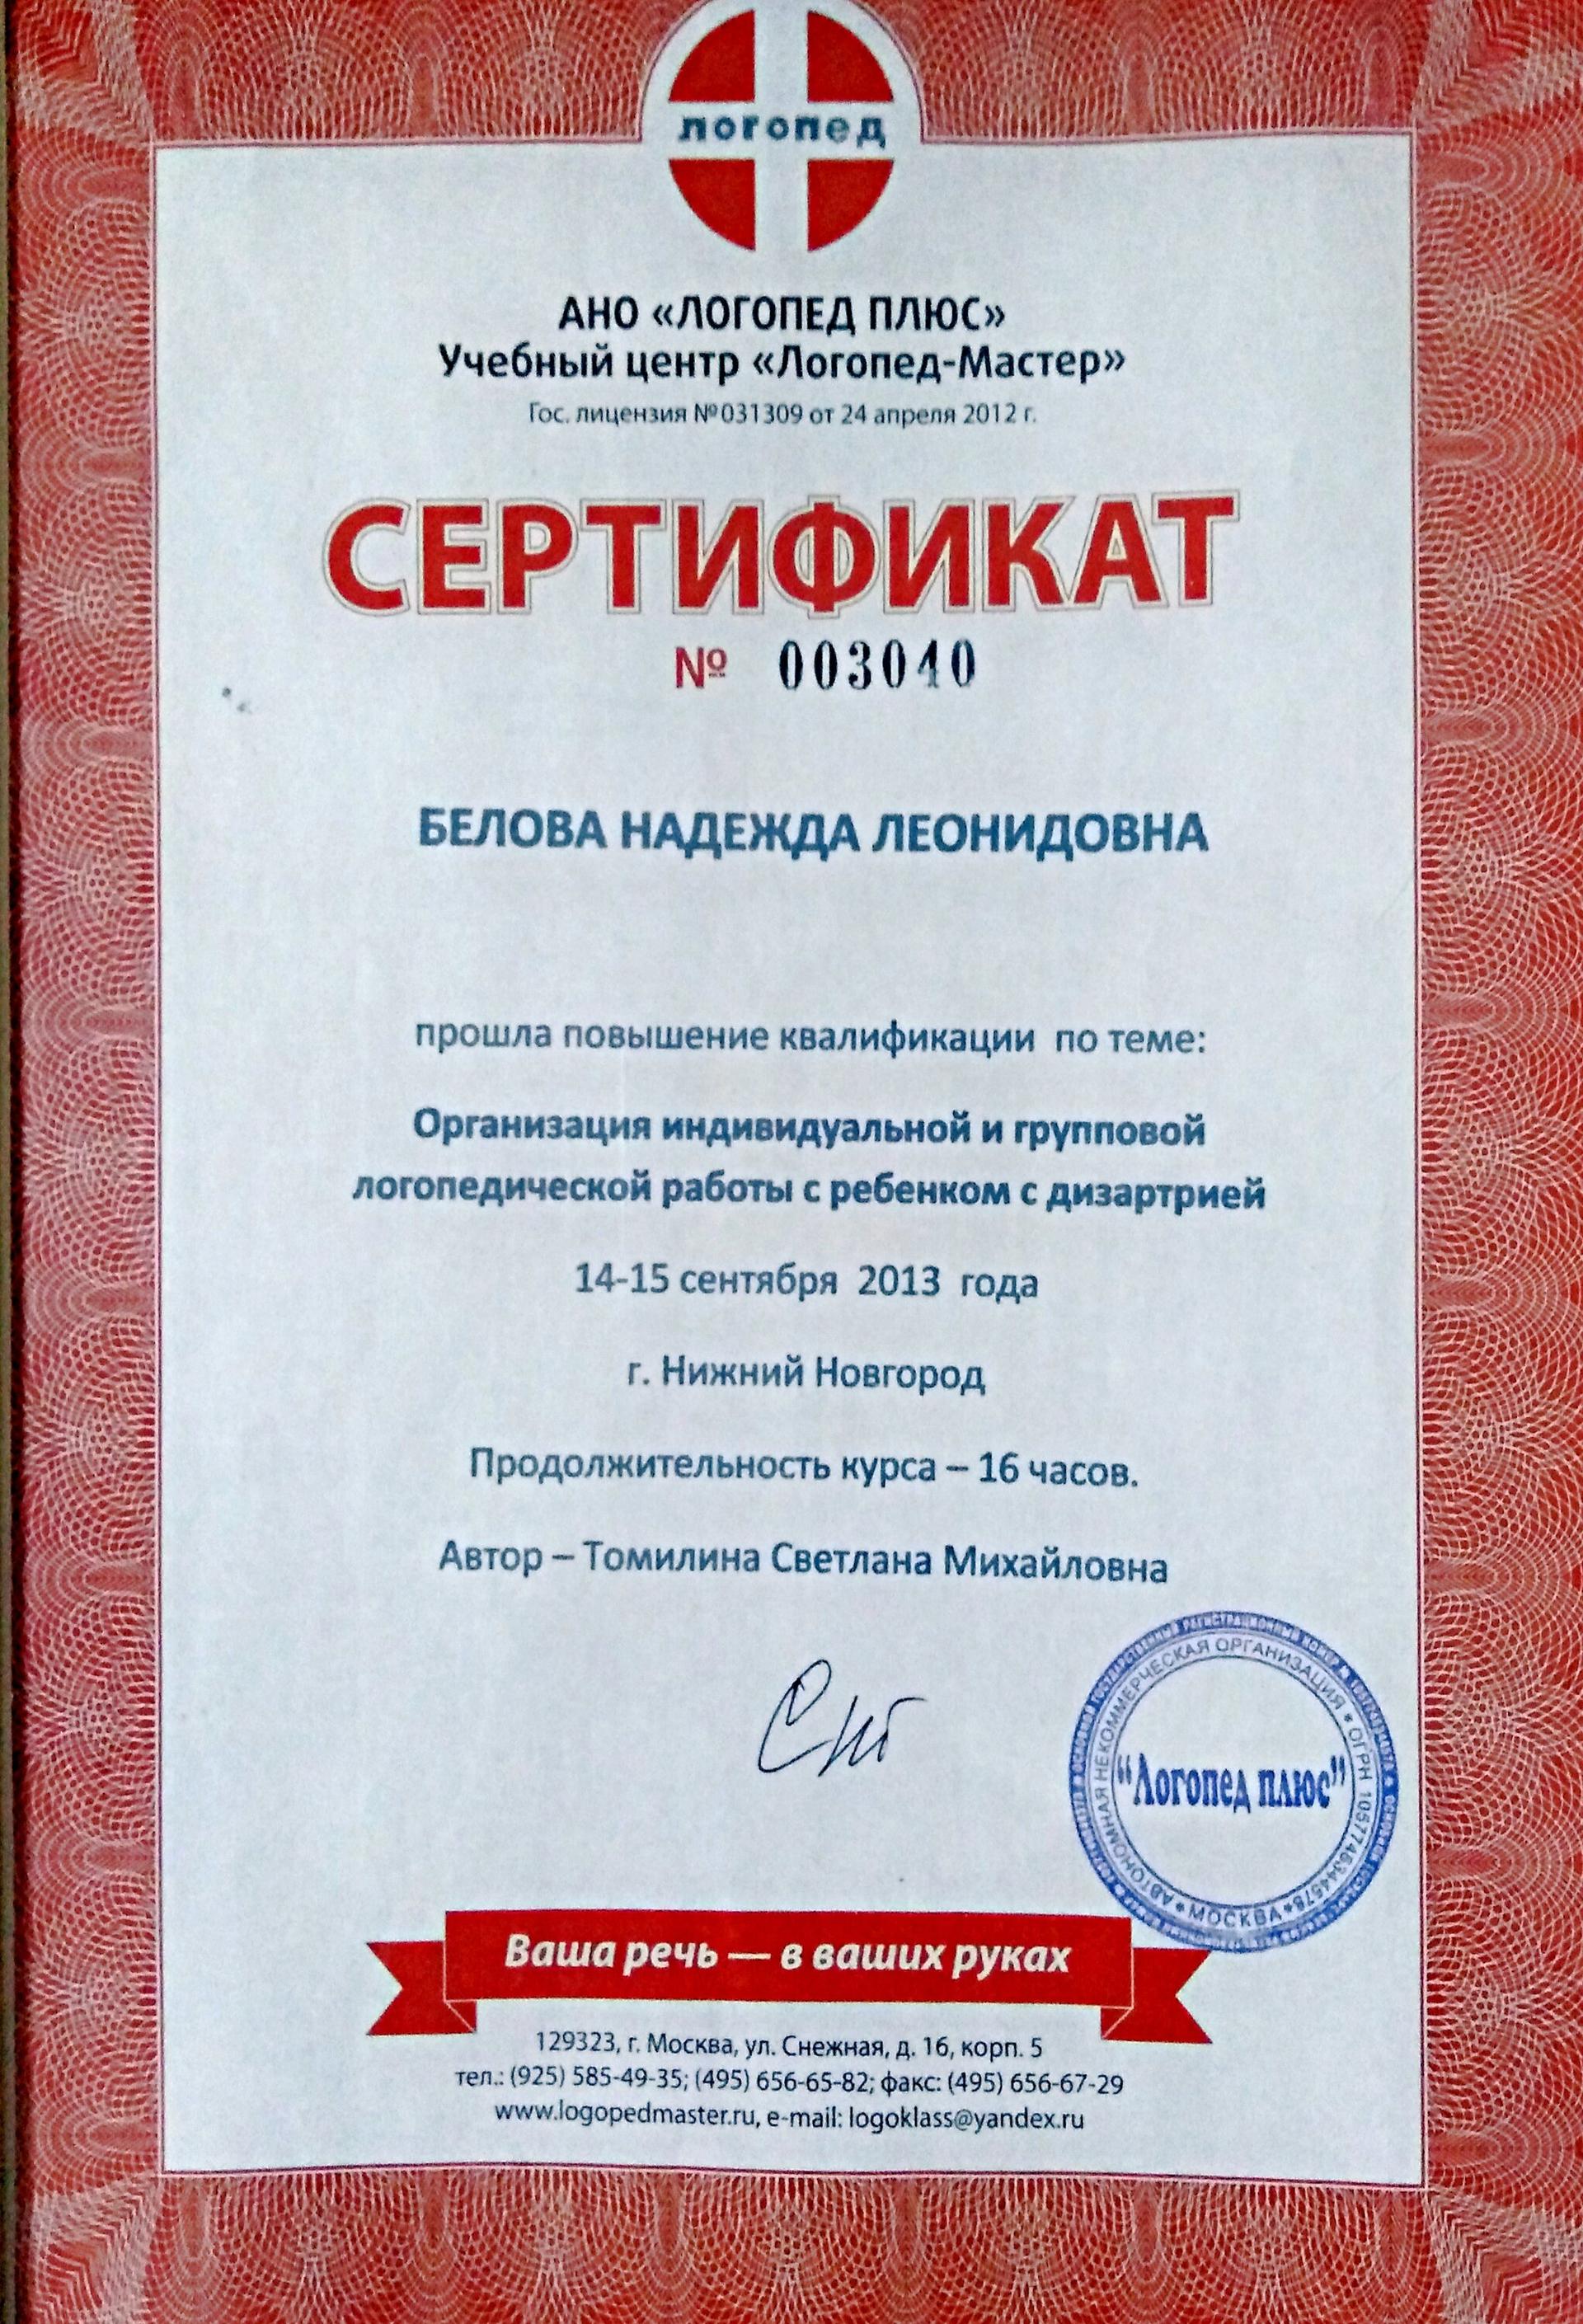 логопед
АНО «ЛОГОПЕД ПЛЮС»
Учебный центр «Логопед-Мастер»
Гос. лицензия №031309 от 24 апреля 2012 г.
СЕРТИФИКАТ
№ 003040
БЕЛОВА НАДЕЖДА ЛЕОНИДОВНА
прошла повышение квалификации по теме:
Организация индивидуальной и групповой
логопедической работы с ребенком с дизартрией
14-15 сентября 2013 года
г. Нижний Новгород
Продолжительность курса – 16 часов.
Автор – Томилина Светлана Михайловна
АВТОНОМНАЯ НЕКОММЕРЧЕСКАЯ ОРГАНИЗАЦИЯ * ОГРН
* МОСКВА *
“Логопед плюс”
Ваша речь — в ваших руках
129323, г. Москва, ул. Снежная, д. 16, корп. 5
тел.: (925) 585-49-35; (495) 656-65-82; факс: (495) 656-67-29
www.logopedmaster.ru, e-mail: logoklass@yandex.ru